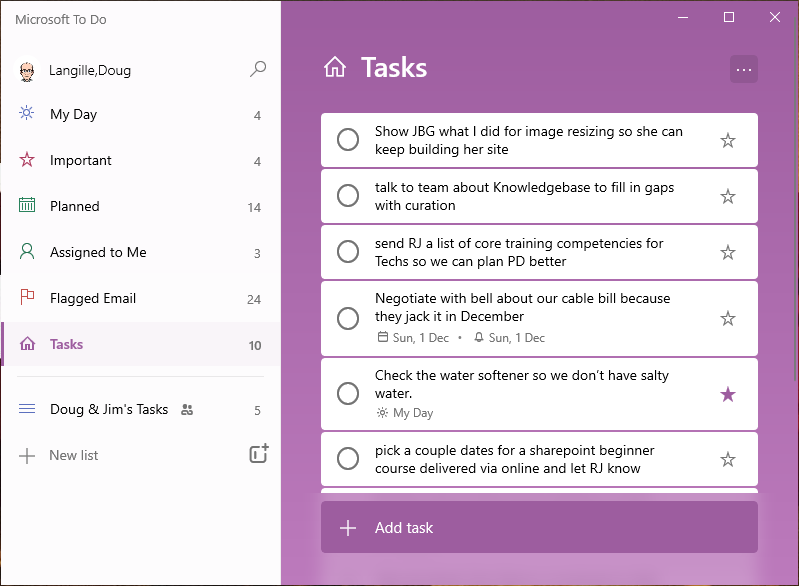 Microsoft To Do
Langille,Doug
My Day 4
Important 4
Planned 14
Assigned to Me 3
Flagged Email 24
Tasks 10
Doug & Jim's Tasks 5
New list
Tasks
Show JBG what I did for image resizing so she can
keep building her site
talk to team about Knowledgebase to fill in gaps
with curation
send RJ a list of core training competencies for
Techs so we can plan PD better
Negotiate with bell about our cable bill because
they jack it in December
Sun, 1 Dec • Sun, 1 Dec
Check the water softener so we don’t have salty
water.
My Day
pick a couple dates for a sharepoint beginner
course delivered via online and let RJ know
Add task